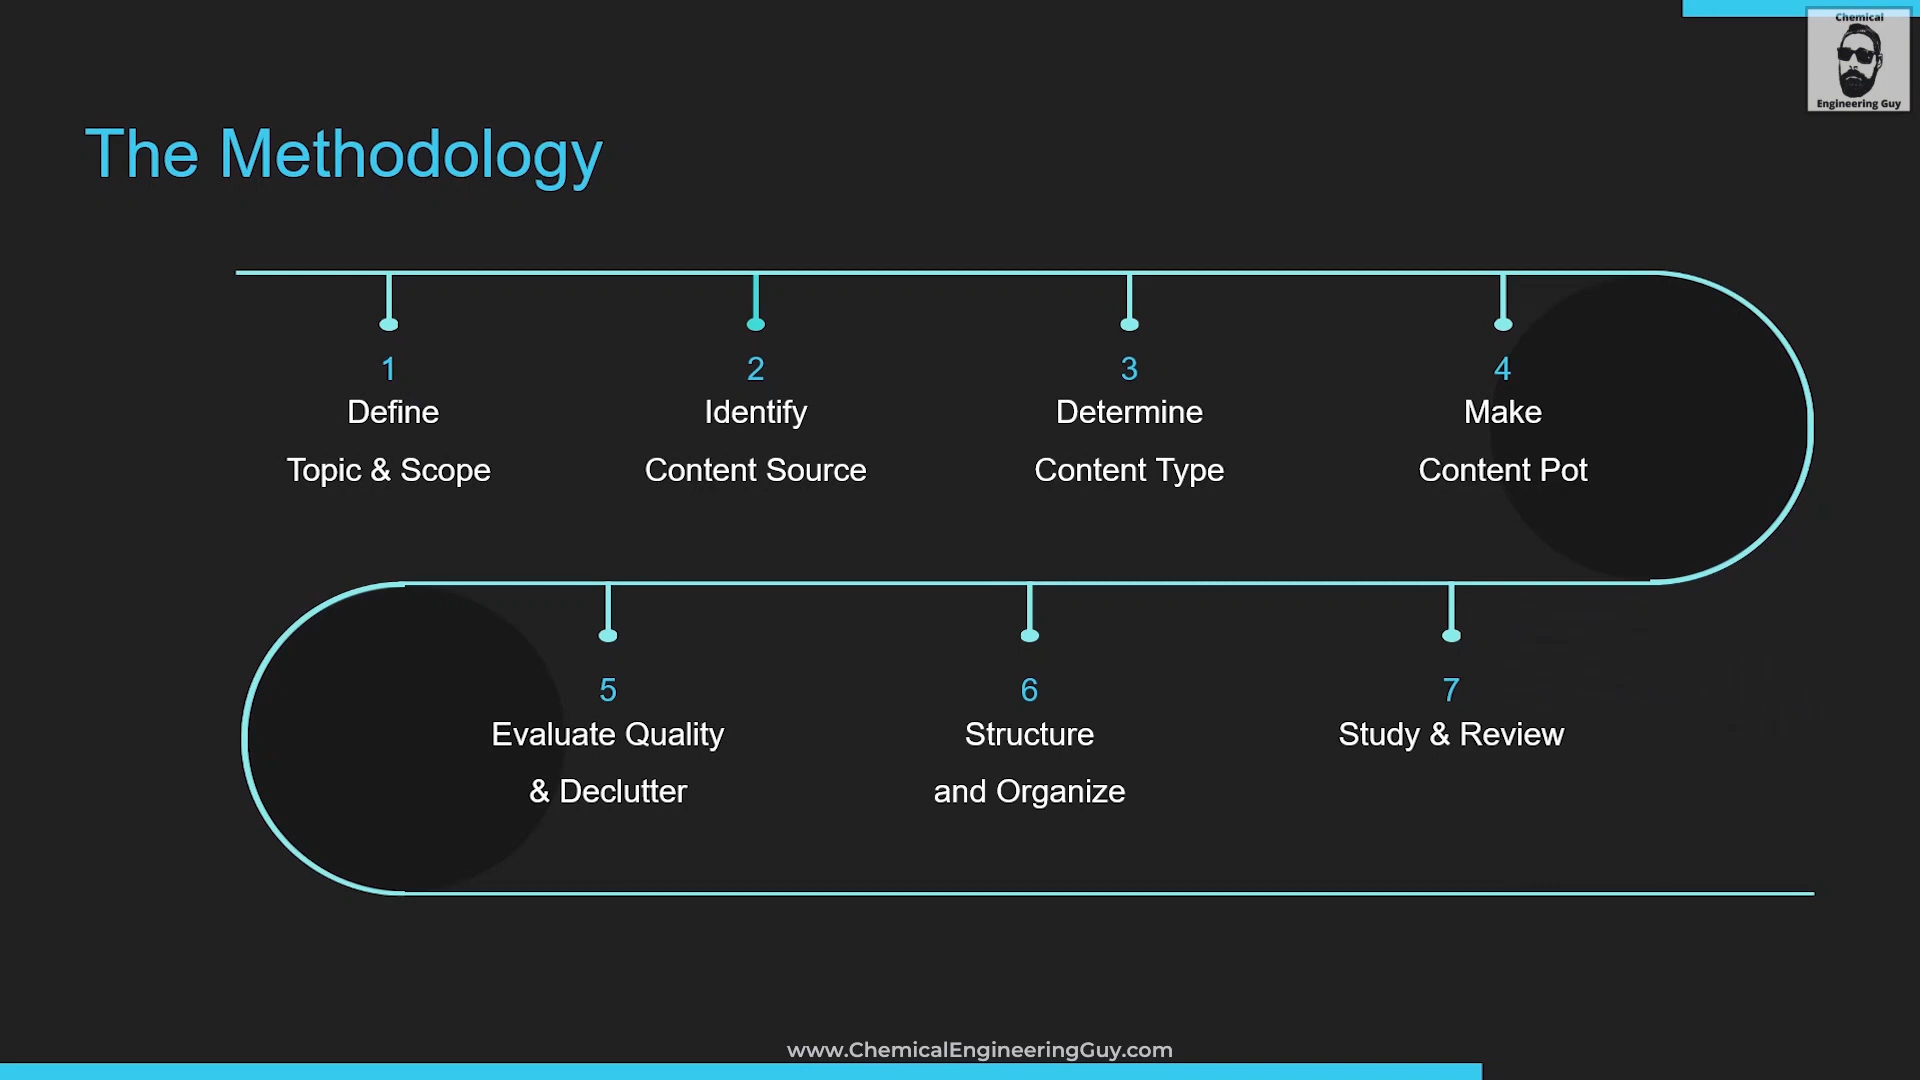 Chemical
Engineering Guy
The Methodology
1
Define
Topic & Scope
2
Identify
Content Source
3
Determine
Content Type
4
Make
Content Pot
5
Evaluate Quality
& Declutter
6
Structure
and Organize
7
Study & Review
www.ChemicalEngineeringGuy.com